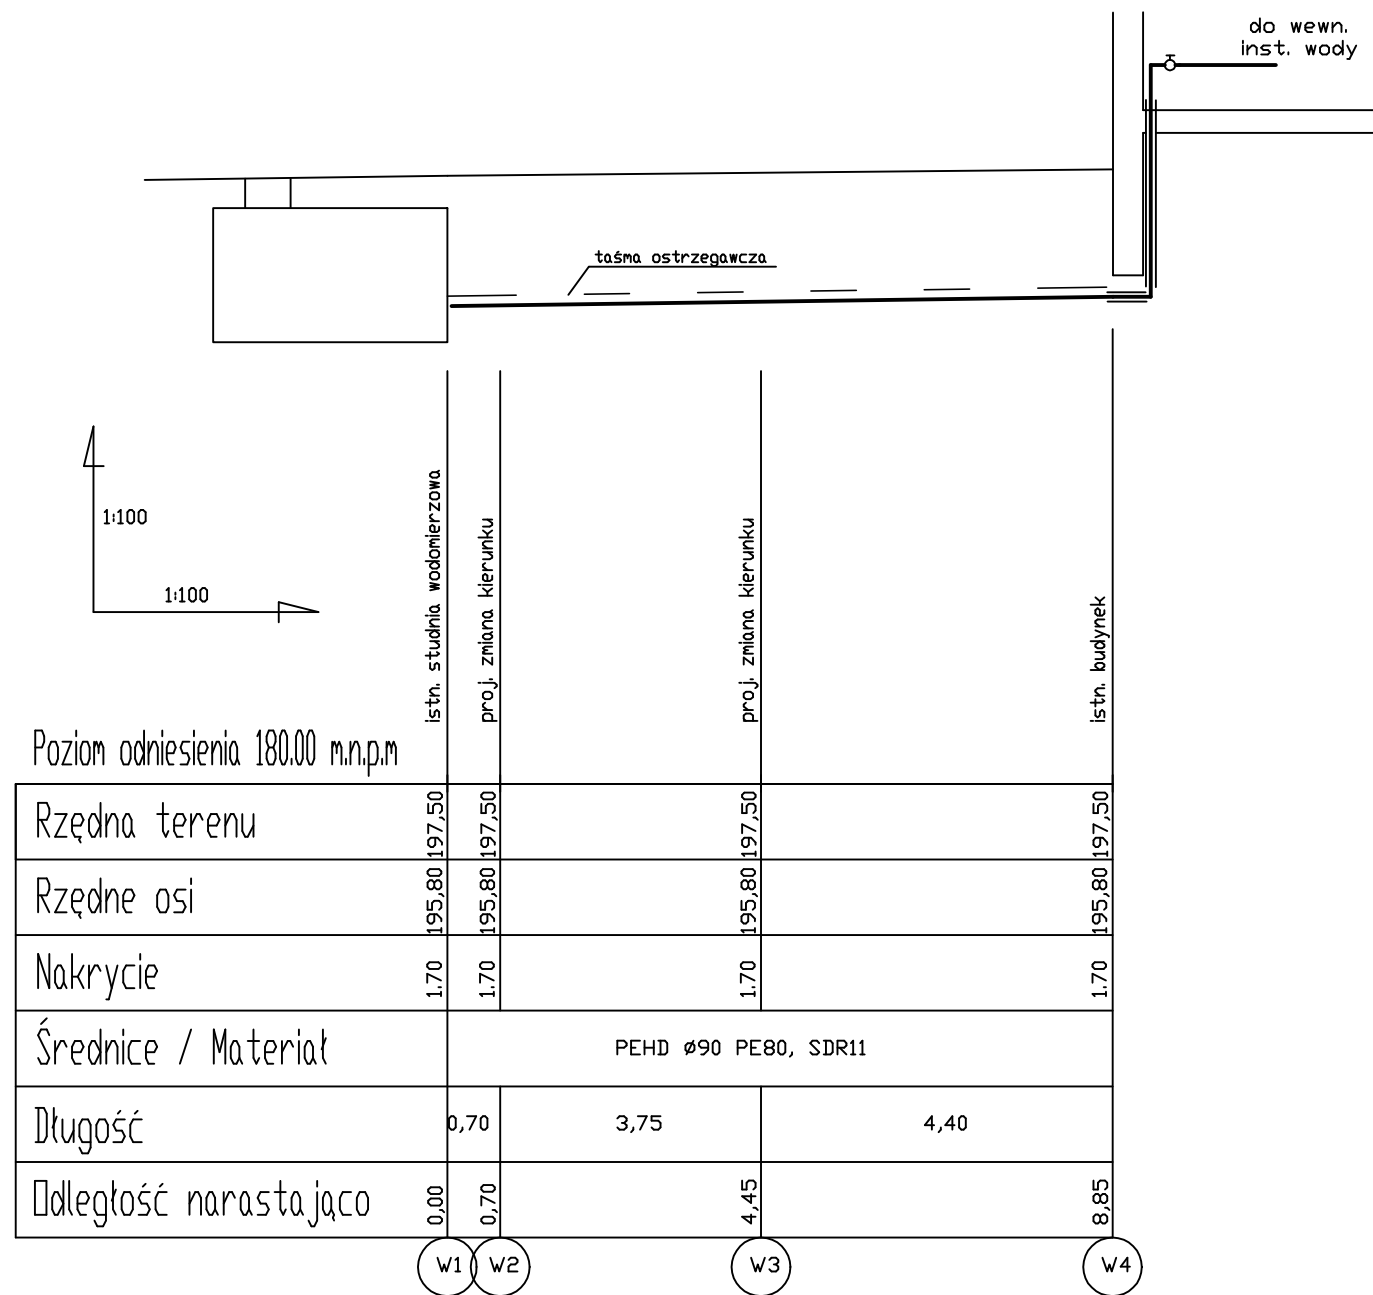 do wewn.
inst. wody
taśma ostrzegawcza
1:100
1:100
istn. studnia wodomierzowa
proj. zmiana kierunku
proj. zmiana kierunku
istn. budynek
Poziom odniesienia 180.00 m.n.p.m
Rzędna terenu 197,50 197,50 197,50 197,50
Rzędne osi 195,80 195,80 195,80 195,80
Nakrycie 1.70 1.70 1.70 1.70
Średnice / Materiał PEHD ø90 PE80, SDR11
Długość 0,70 3,75 4,40
Odległość narastająco 0,00 0,70 4,45 8,85
W1 W2 W3 W4